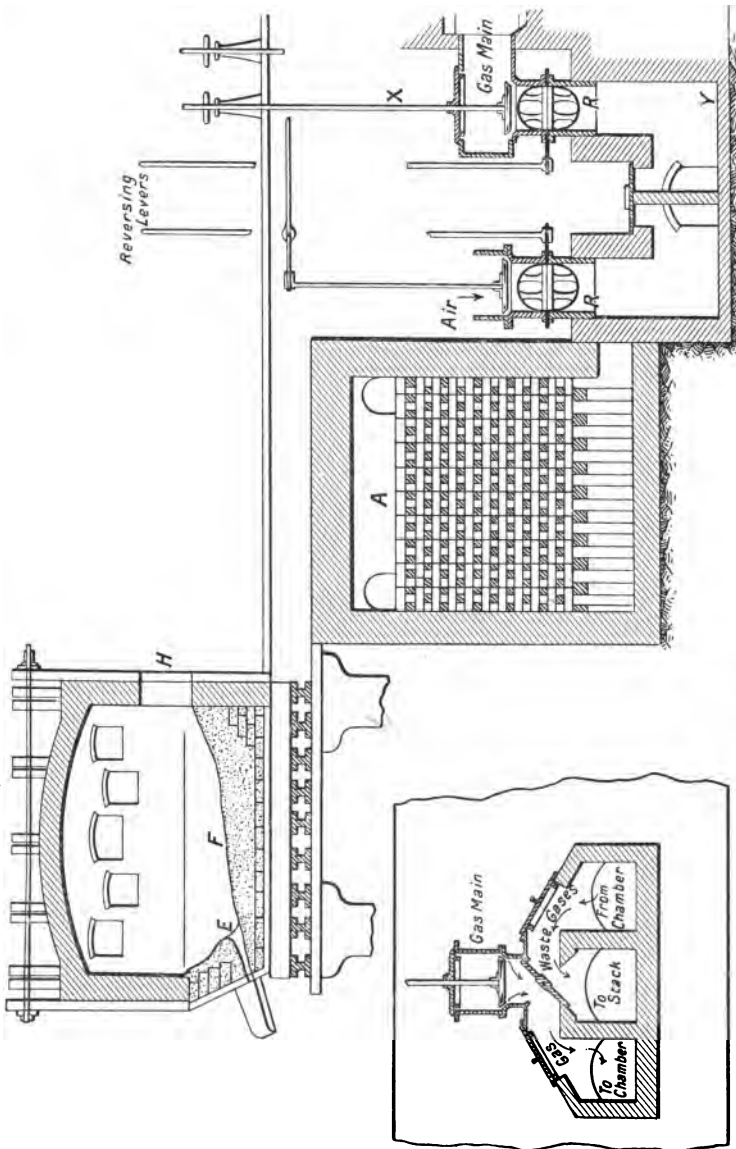 Reversing
Levers
X
Gas Main
Air
R
R
Y
A
H
F
E
Gas Main
Waste Gases
Gas
To
Chamber
To
Stack
From
Chamber